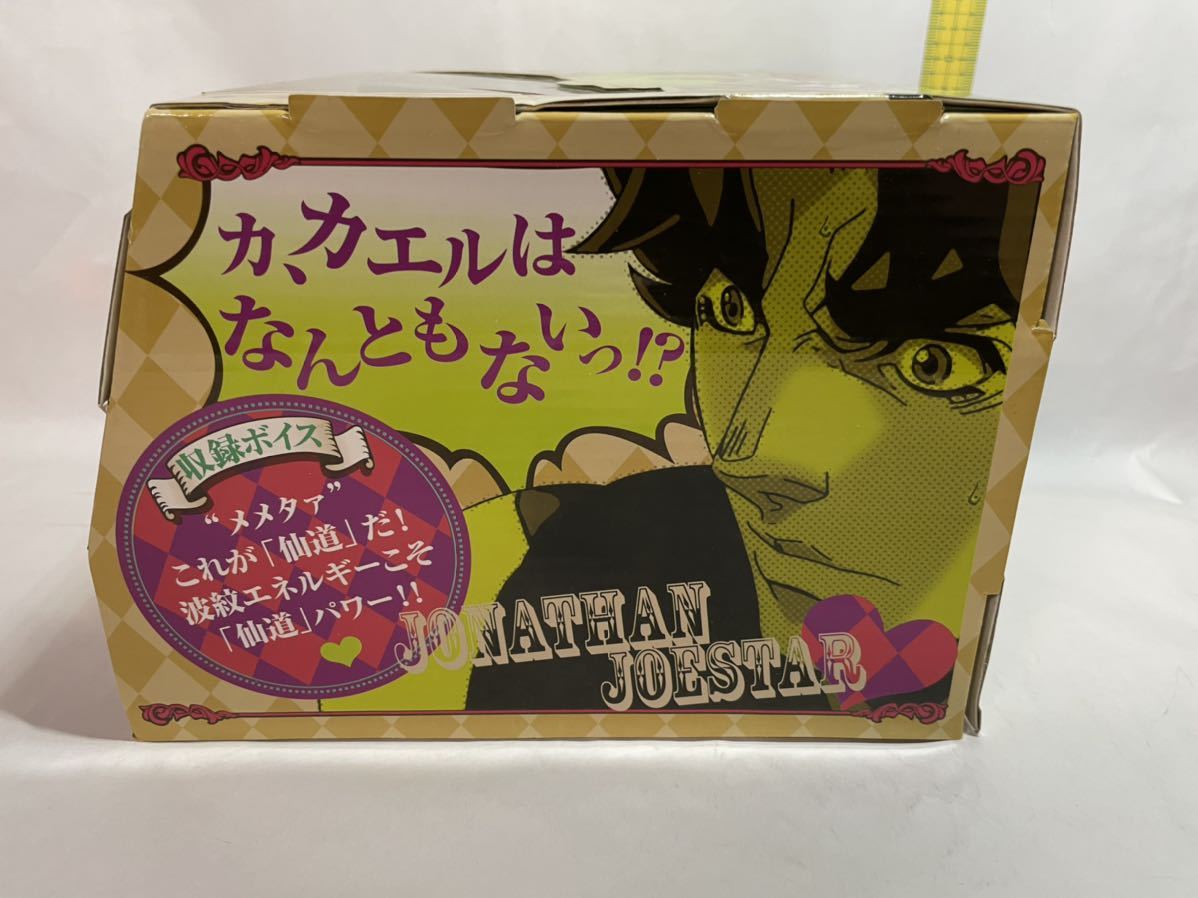 カ、カエルは
なんともないっ!?
収録ボイス
“メメタァ”
これが「仙道」だ!
波紋エネルギーこそ
「仙道」パワー!!
JONATHAN
JOESTAR